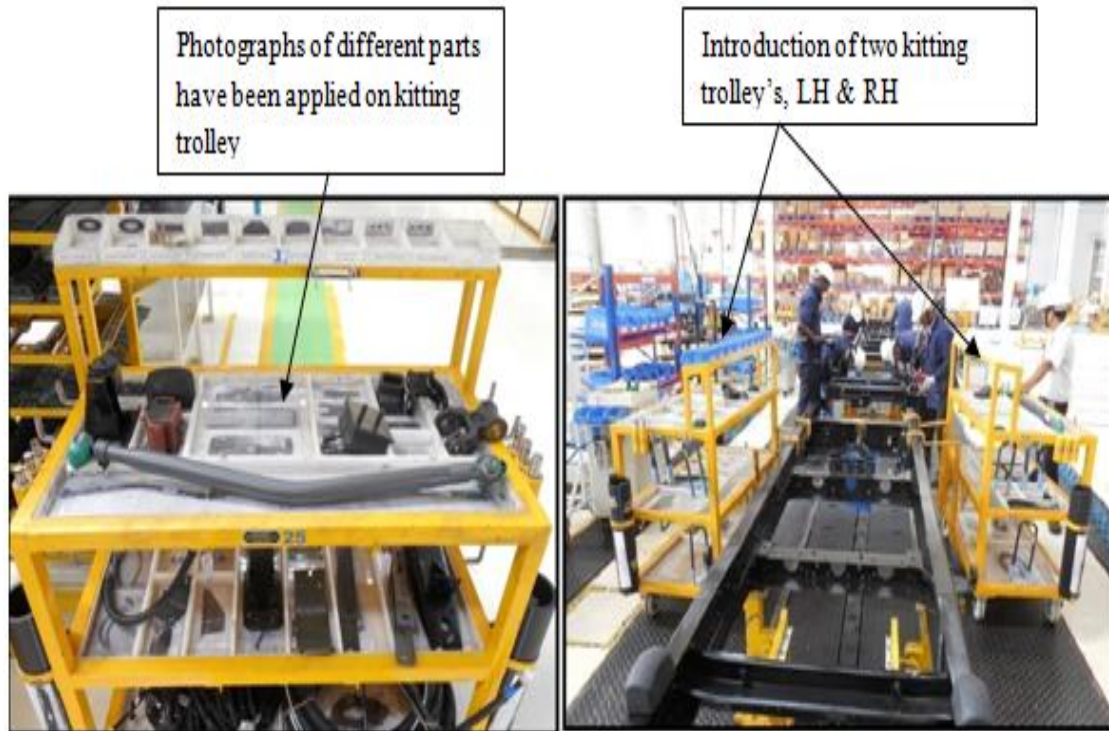 Photographs of different parts
have been applied on kitting
trolley
Introduction of two kitting
trolley's, LH & RH
25